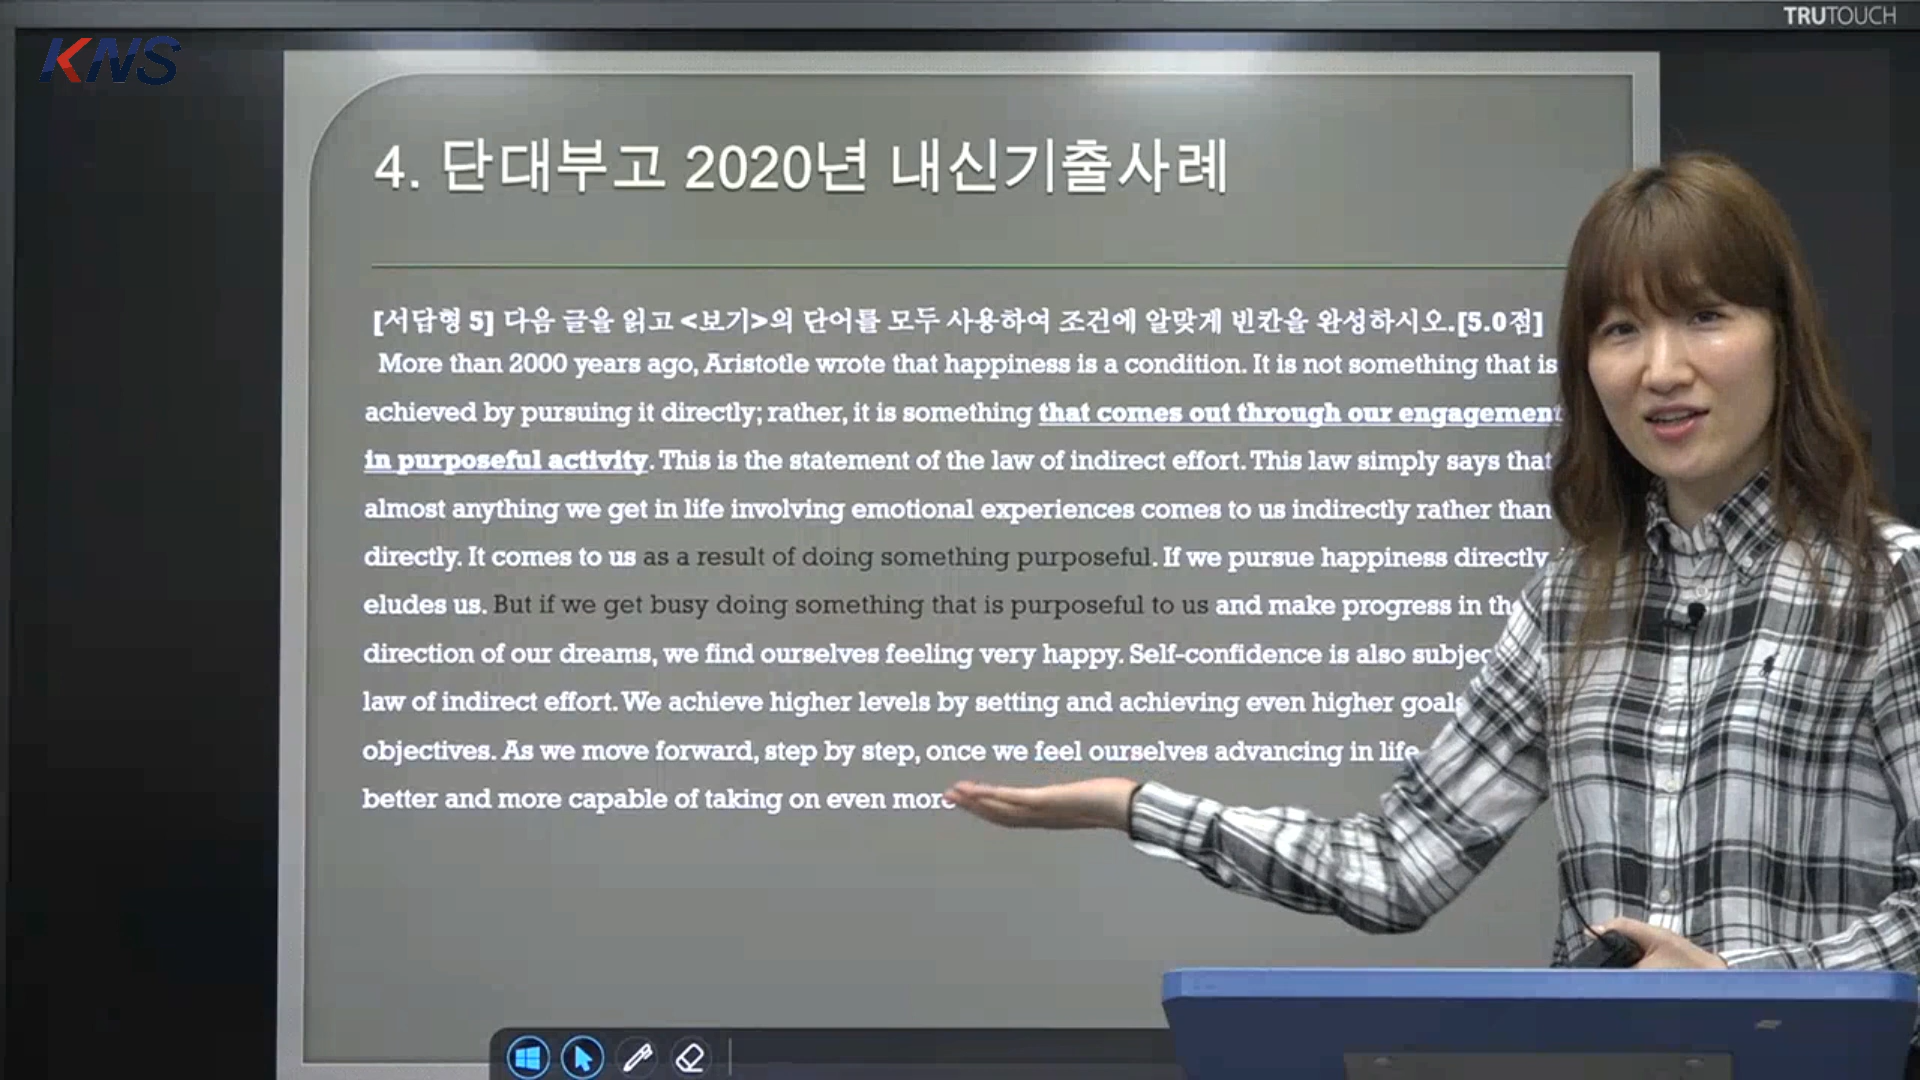 TRUTOUCH
KNS
4. 단대부고 2020년 내신기출사례
[서답형 5] 다음 글을 읽고 <보기>의 단어를 모두 사용하여 조건에 알맞게 빈칸을 완성하시오.[5.0점]
More than 2000 years ago, Aristotle wrote that happiness is a condition. It is not something that is
achieved by pursuing it directly; rather, it is something that comes out through our engagement
in purposeful activity. This is the statement of the law of indirect effort. This law simply says that
almost anything we get in life involving emotional experiences comes to us indirectly rather than
directly. It comes to us as a result of doing something purposeful. If we pursue happiness directly
eludes us. But if we get busy doing something that is purposeful to us and make progress in the
direction of our dreams, we find ourselves feeling very happy. Self-confidence is also
law of indirect effort. We achieve higher levels by setting and achieving even higher
objectives. As we move forward, step by step, once we feel ourselves advancing in life
better and more capable of taking on even more